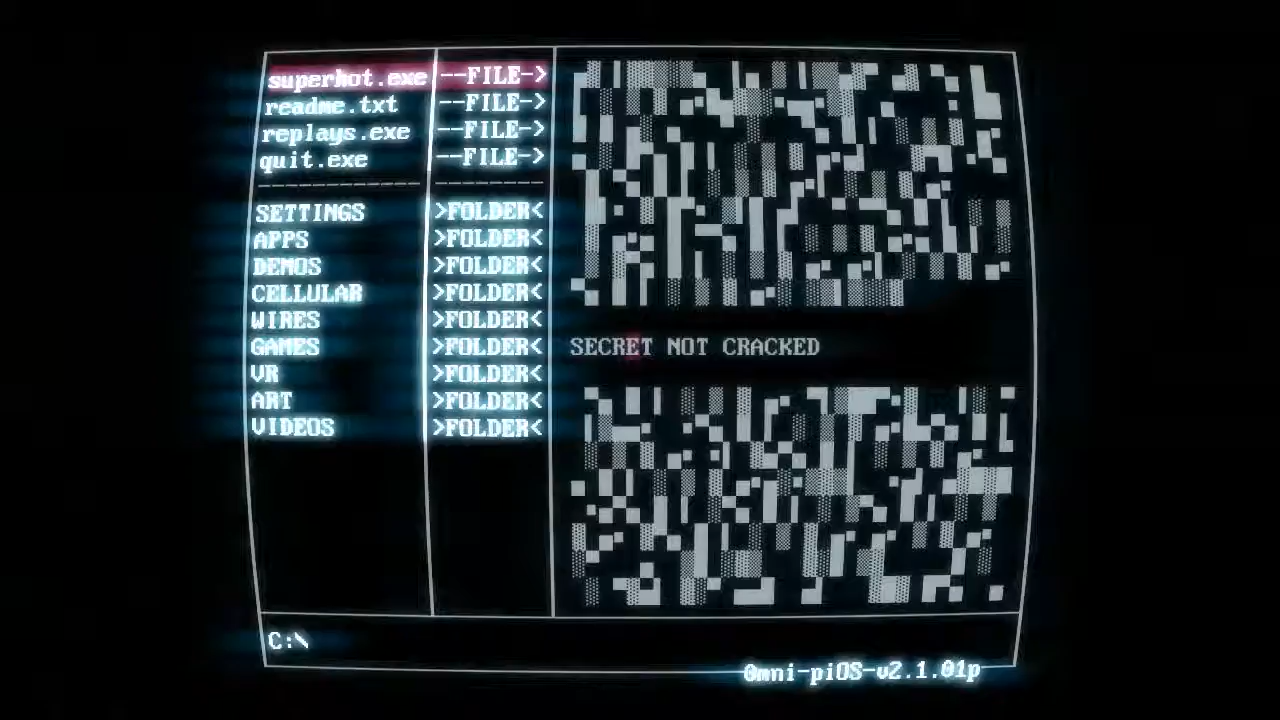 superhot.exe --FILE->
readme.txt --FILE->
replays.exe --FILE->
quit.exe --FILE->
SETTINGS >FOLDER<
APPS >FOLDER<
DEMOS >FOLDER<
CELLULAR >FOLDER<
WIRES >FOLDER<
GAMES >FOLDER<
VR >FOLDER<
ART >FOLDER<
VIDEOS >FOLDER<
SECRET NOT CRACKED
C:\
Omni-piOS-v2.1.01p